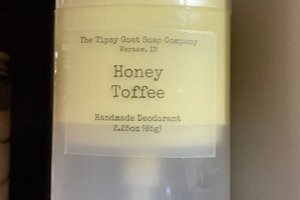 The Tipsy Goat Soap Company
Warsaw, IN
Honey
Toffee
Handmade Deodorant
2.25oz (65g)